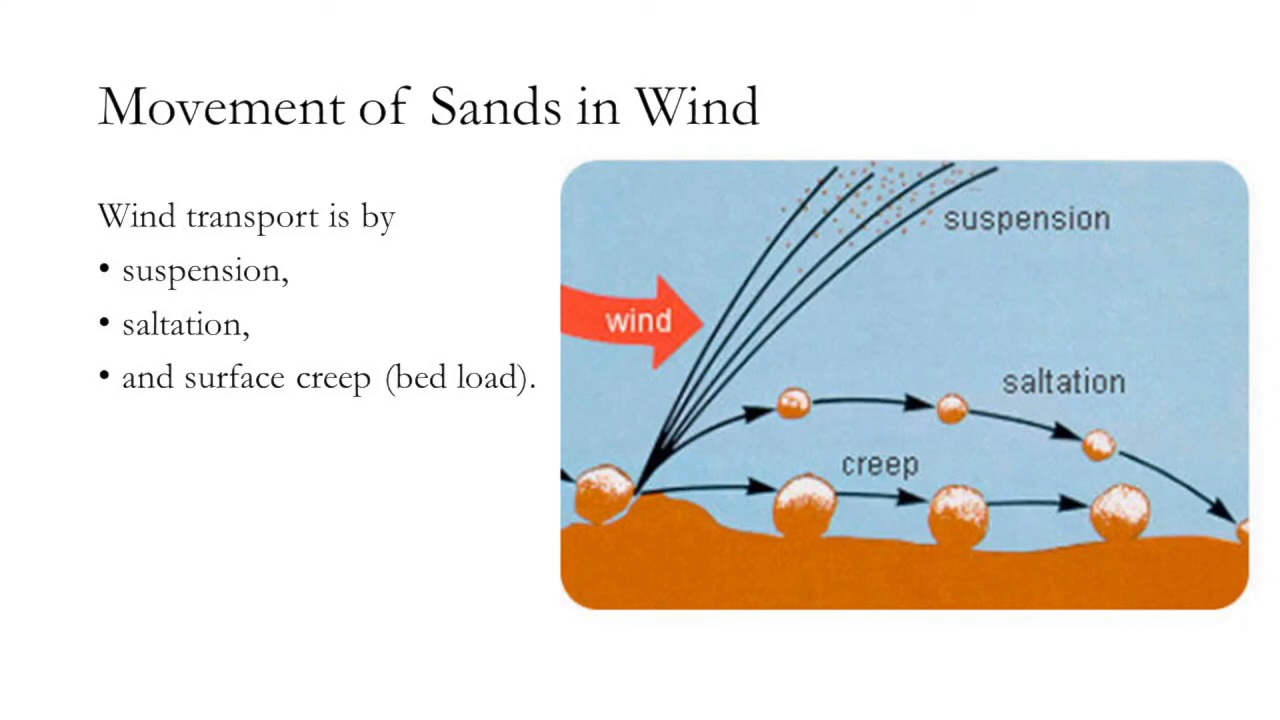 Movement of Sands in Wind
Wind transport is by
• suspension,
• saltation,
• and surface creep (bed load).
suspension
wind
saltation
creep